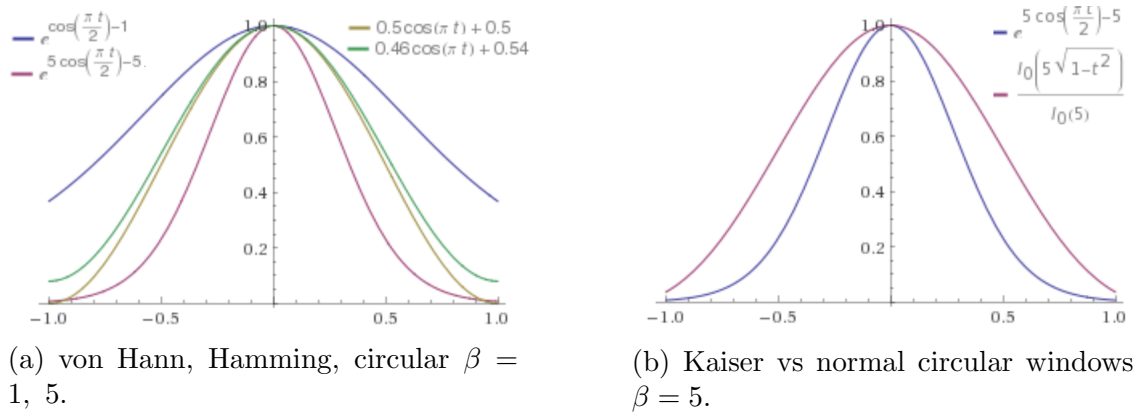 e^{cos(πt/2)−1}
e^{5 cos(πt/2)−5}
0.5 cos(π t) + 0.5
0.46 cos(π t) + 0.54
1.0
0.8
0.6
0.4
0.2
−1.0 −0.5 0.5 1.0
(a) von Hann, Hamming, circular β =
1, 5.
e^{5 cos(πt/2)−5}
I_0(5√(1−t^2))
I_0(5)
1.0
0.8
0.6
0.4
0.2
−1.0 −0.5 0.5 1.0
(b) Kaiser vs normal circular windows
β = 5.